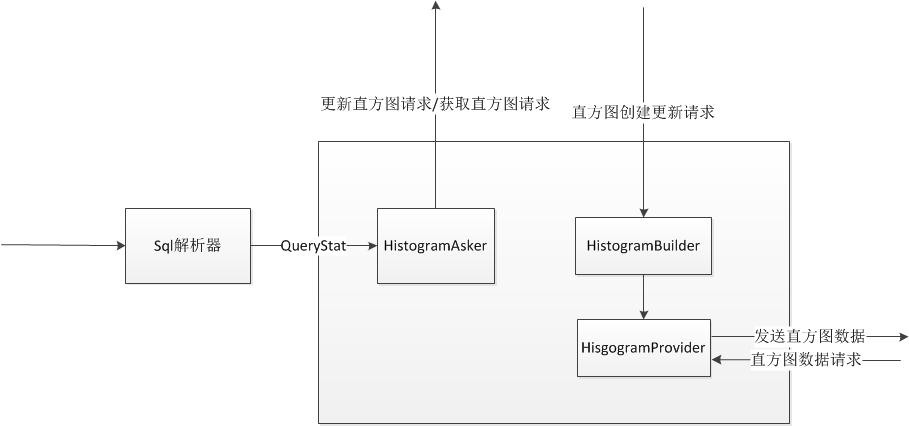 更新直方图请求/获取直方图请求
直方图创建更新请求
Sql解析器
QueryStat
HistogramAsker
HistogramBuilder
HisgogramProvider
发送直方图数据
直方图数据请求